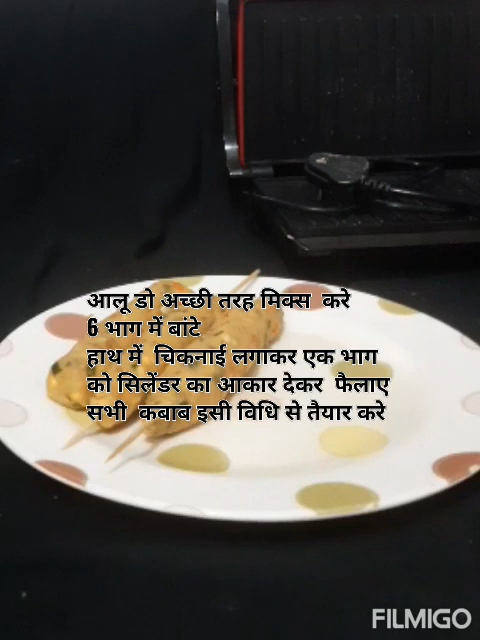 आलू डो अच्छी तरह मिक्स करे
6 भाग में बांटे
हाथ में चिकनाई लगाकर एक भाग
को सिलेंडर का आकार देकर फैलाए
सभी कबाब इसी विधि से तैयार करे
FILMIGO